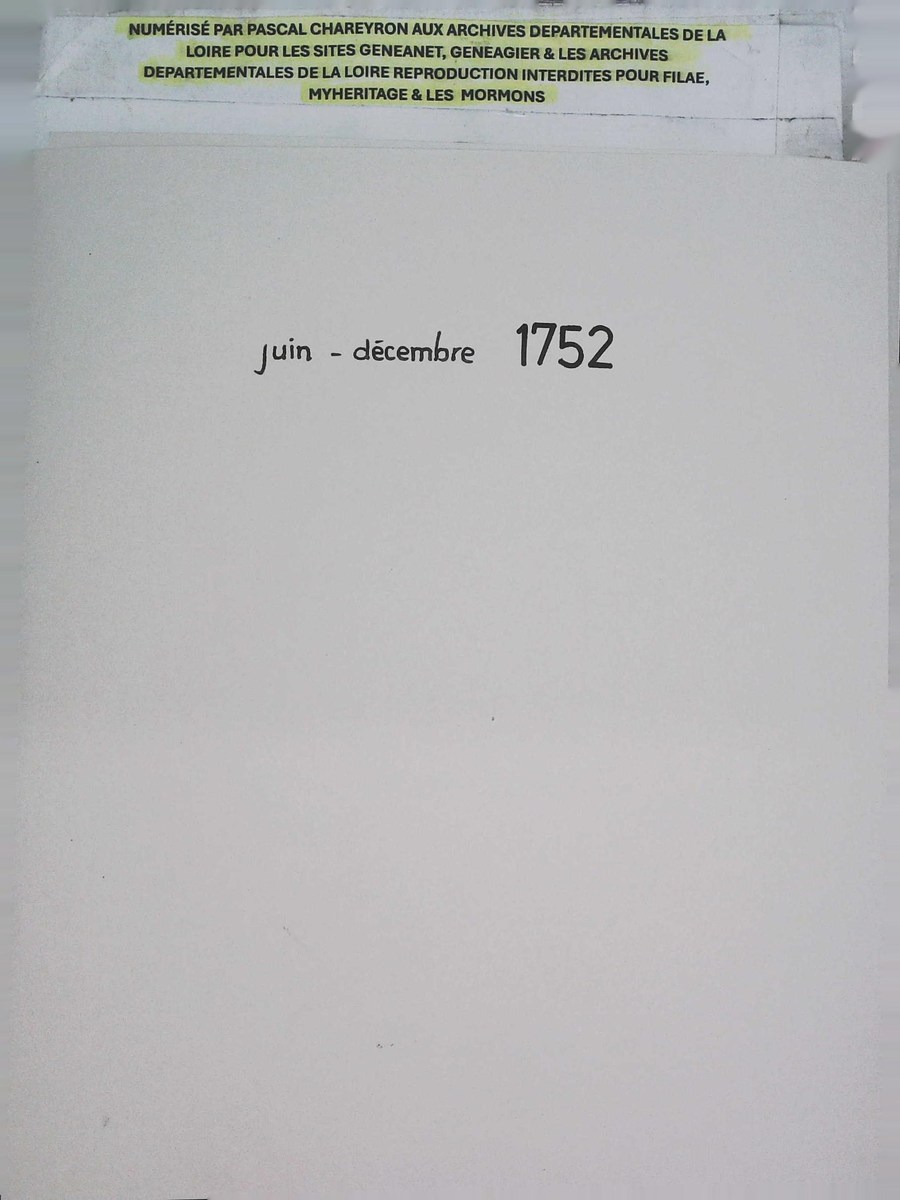 NUMÉRISÉ PAR PASCAL CHAREYRON AUX ARCHIVES DEPARTEMENTALES DE LA
LOIRE POUR LES SITES GENEANET, GENEAGIER & LES ARCHIVES
DEPARTEMENTALES DE LA LOIRE REPRODUCTION INTERDITES POUR FILAE,
MYHERITAGE & LES MORMONS
juin - décembre 1752